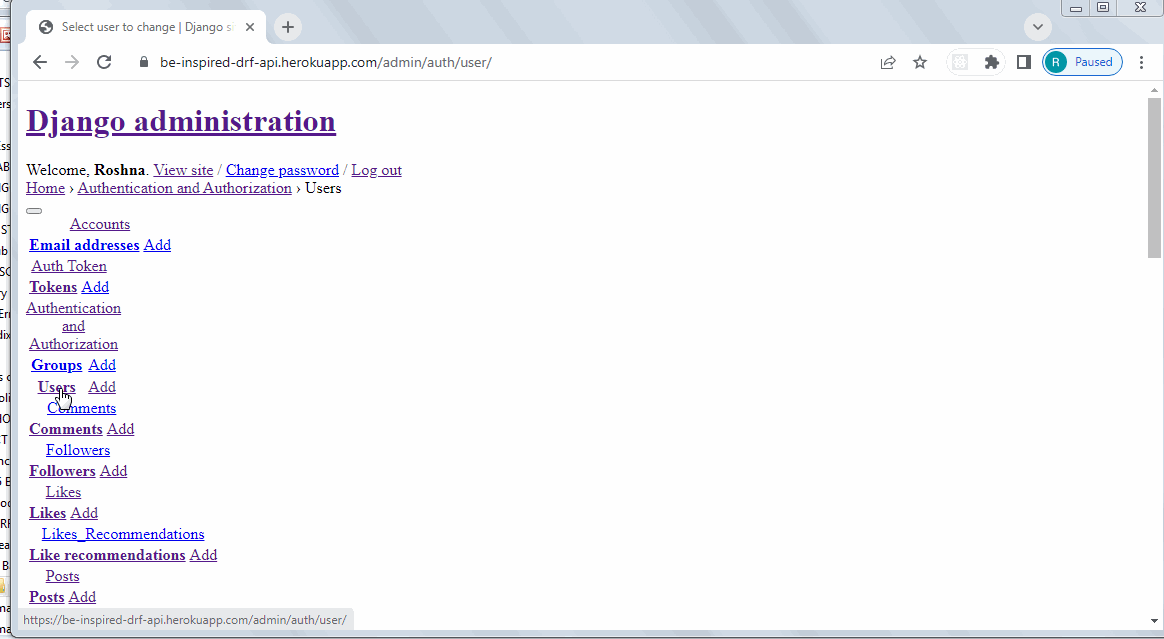 Select user to change | Django s
be-inspired-drf-api.herokuapp.com/admin/auth/user/
R Paused
Django administration
Welcome, Roshna. View site / Change password / Log out
Home › Authentication and Authorization › Users
Accounts
Email addresses Add
Auth Token
Tokens Add
Authentication
and
Authorization
Groups Add
Users Add
Comments
Comments Add
Followers
Followers Add
Likes
Likes Add
Likes_Recommendations
Like recommendations Add
Posts
Posts Add
https://be-inspired-drf-api.herokuapp.com/admin/auth/user/